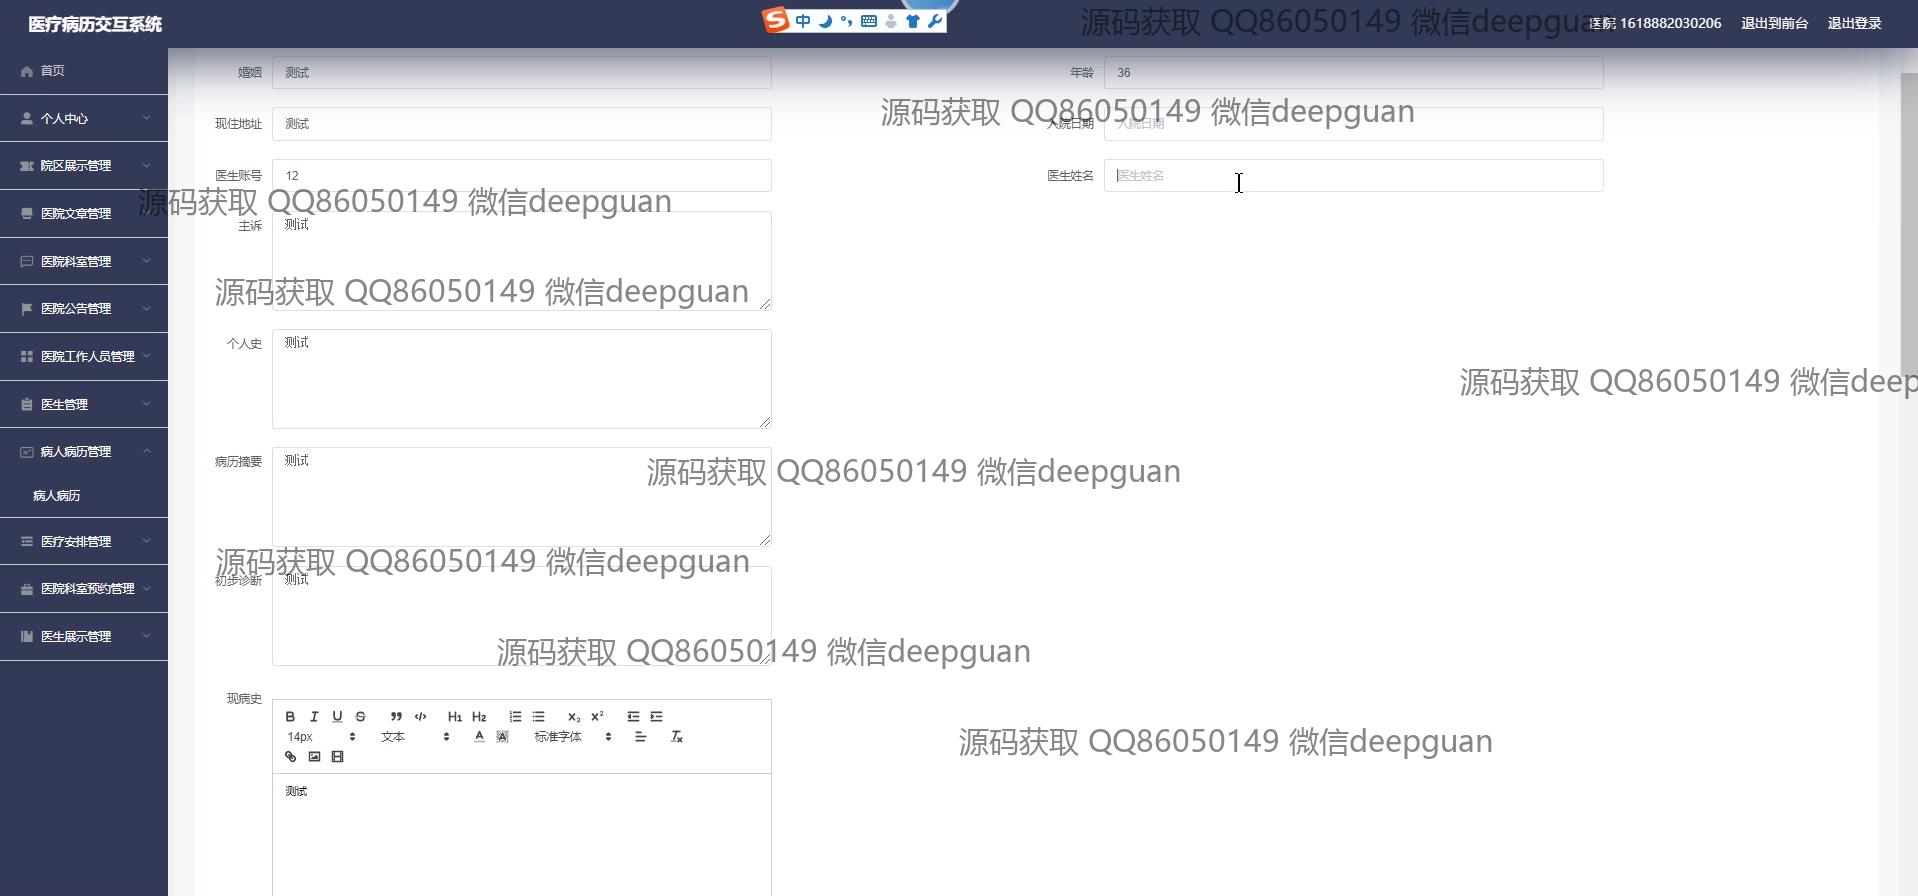 医疗病历交互系统
中
源码获取 QQ86050149 微信deepguan
医院 1618882030206
退出到前台
退出登录
首页
个人中心
院区展示管理
医院文章管理
医院科室管理
医院公告管理
医院工作人员管理
医生管理
病人病历管理
病人病历
医疗安排管理
医院科室预约管理
医生展示管理
婚姻
测试
年龄
36
源码获取 QQ86050149 微信deepguan
现住地址
测试
入院日期
入院日期
医生账号
12
医生姓名
医生姓名
源码获取 QQ86050149 微信deepguan
主诉
测试
源码获取 QQ86050149 微信deepguan
个人史
测试
源码获取 QQ86050149 微信deep
病历摘要
测试
源码获取 QQ86050149 微信deepguan
源码获取 QQ86050149 微信deepguan
初步诊断
测试
源码获取 QQ86050149 微信deepguan
现病史
B I U S H1 H2 X2 X2
14px
文本
A A
标准字体
Tx
源码获取 QQ86050149 微信deepguan
测试